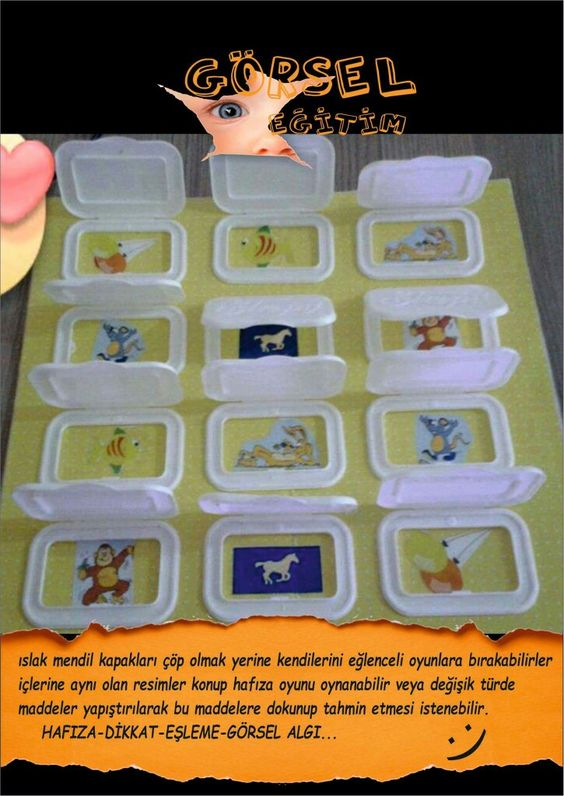 GÖRSEL
EĞİTİM
ıslak mendil kapakları çöp olmak yerine kendilerini eğlenceli oyunlara bırakabilirler
içlerine aynı olan resimler konup hafıza oyunu oynanabilir veya değişik türde
maddeler yapıştırılarak bu maddelere dokunup tahmin etmesi istenebilir.
HAFIZA-DİKKAT-EŞLEME-GÖRSEL ALGI...